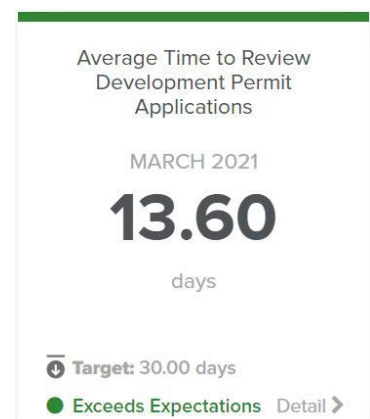 Average Time to Review
Development Permit
Applications
MARCH 2021
13.60
days
Target: 30.00 days
Exceeds Expectations Detail >